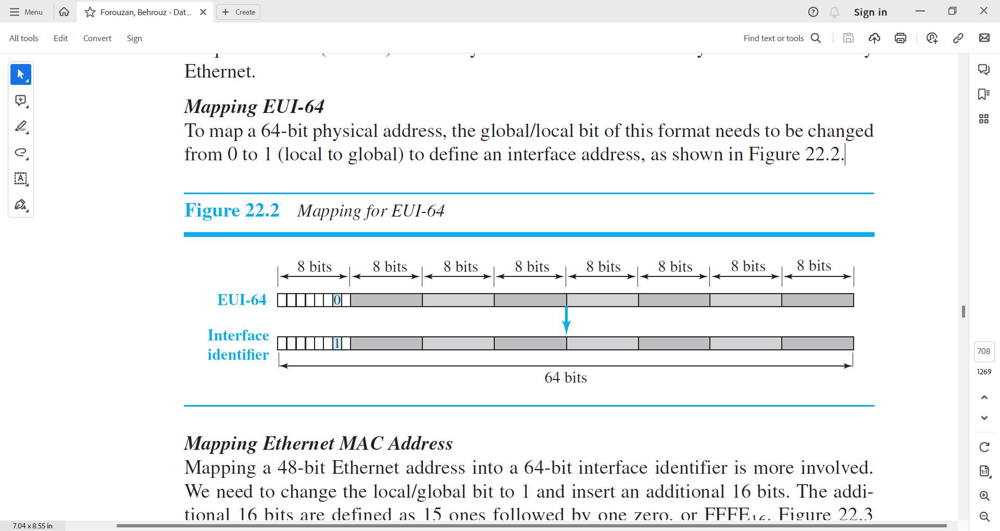 Menu
Forouzan, Behrouz - Dat...
Create
Sign in
All tools
Edit
Convert
Sign
Find text or tools
Ethernet.
Mapping EUI-64
To map a 64-bit physical address, the global/local bit of this format needs to be changed
from 0 to 1 (local to global) to define an interface address, as shown in Figure 22.2.
Figure 22.2 Mapping for EUI-64
8 bits 8 bits 8 bits 8 bits 8 bits 8 bits 8 bits 8 bits
EUI-64 0
Interface
identifier
1
64 bits
Mapping Ethernet MAC Address
Mapping a 48-bit Ethernet address into a 64-bit interface identifier is more involved.
We need to change the local/global bit to 1 and insert an additional 16 bits. The addi-
tional 16 bits are defined as 15 ones followed by one zero, or FFFE16. Figure 22.3
708
1269
7.04 x 8.55 in